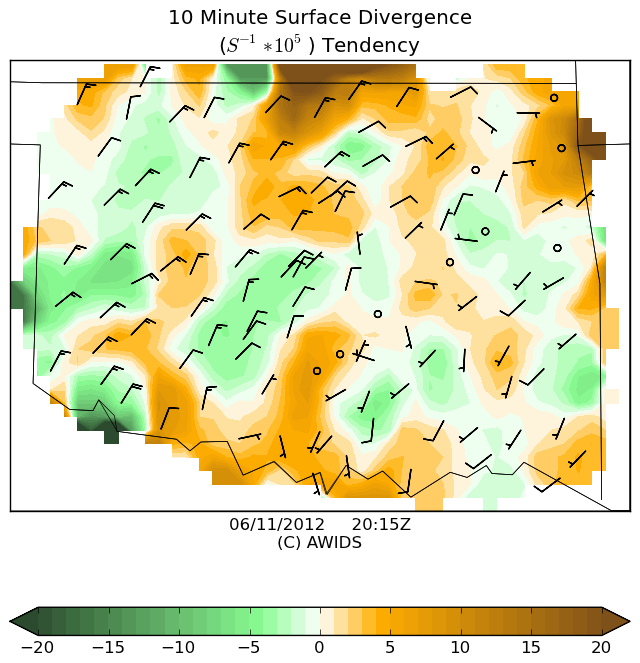 10 Minute Surface Divergence
(S⁻¹ *10⁵ ) Tendency
06/11/2012 20:15Z
(C) AWIDS
−20 −15 −10 −5 0 5 10 15 20